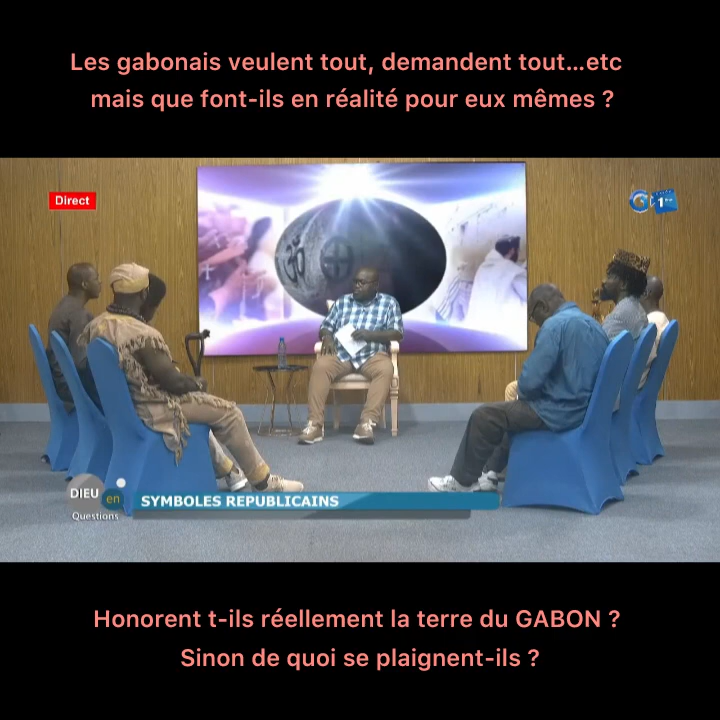 Les gabonais veulent tout, demandent tout...etc
mais que font-ils en réalité pour eux mêmes ?
Direct
G 1ère
DIEU en
Questions
SYMBOLES REPUBLICAINS
Honorent t-ils réellement la terre du GABON ?
Sinon de quoi se plaignent-ils ?